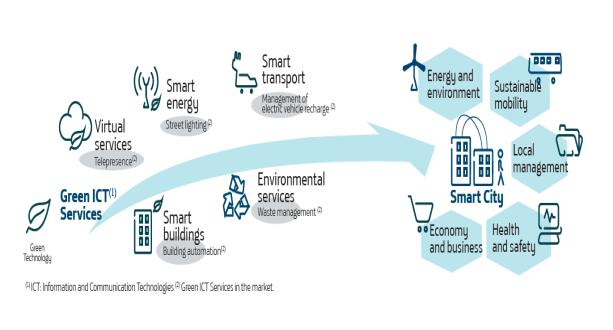 Smart
transport
Management of
electric vehicle recharge (2)
Smart
energy
Street lighting (2)
Virtual
services
Telepresence(2)
Green ICT(1)
Services
Green
Technology
Smart
buildings
Building automation(2)
Environmental
services
Waste management (2)
Energy and
environment
Sustainable
mobility
Local
management
Smart City
Economy
and business
Health
and safety
(1) ICT: Information and Communication Technologies (2) Green ICT Services in the market.